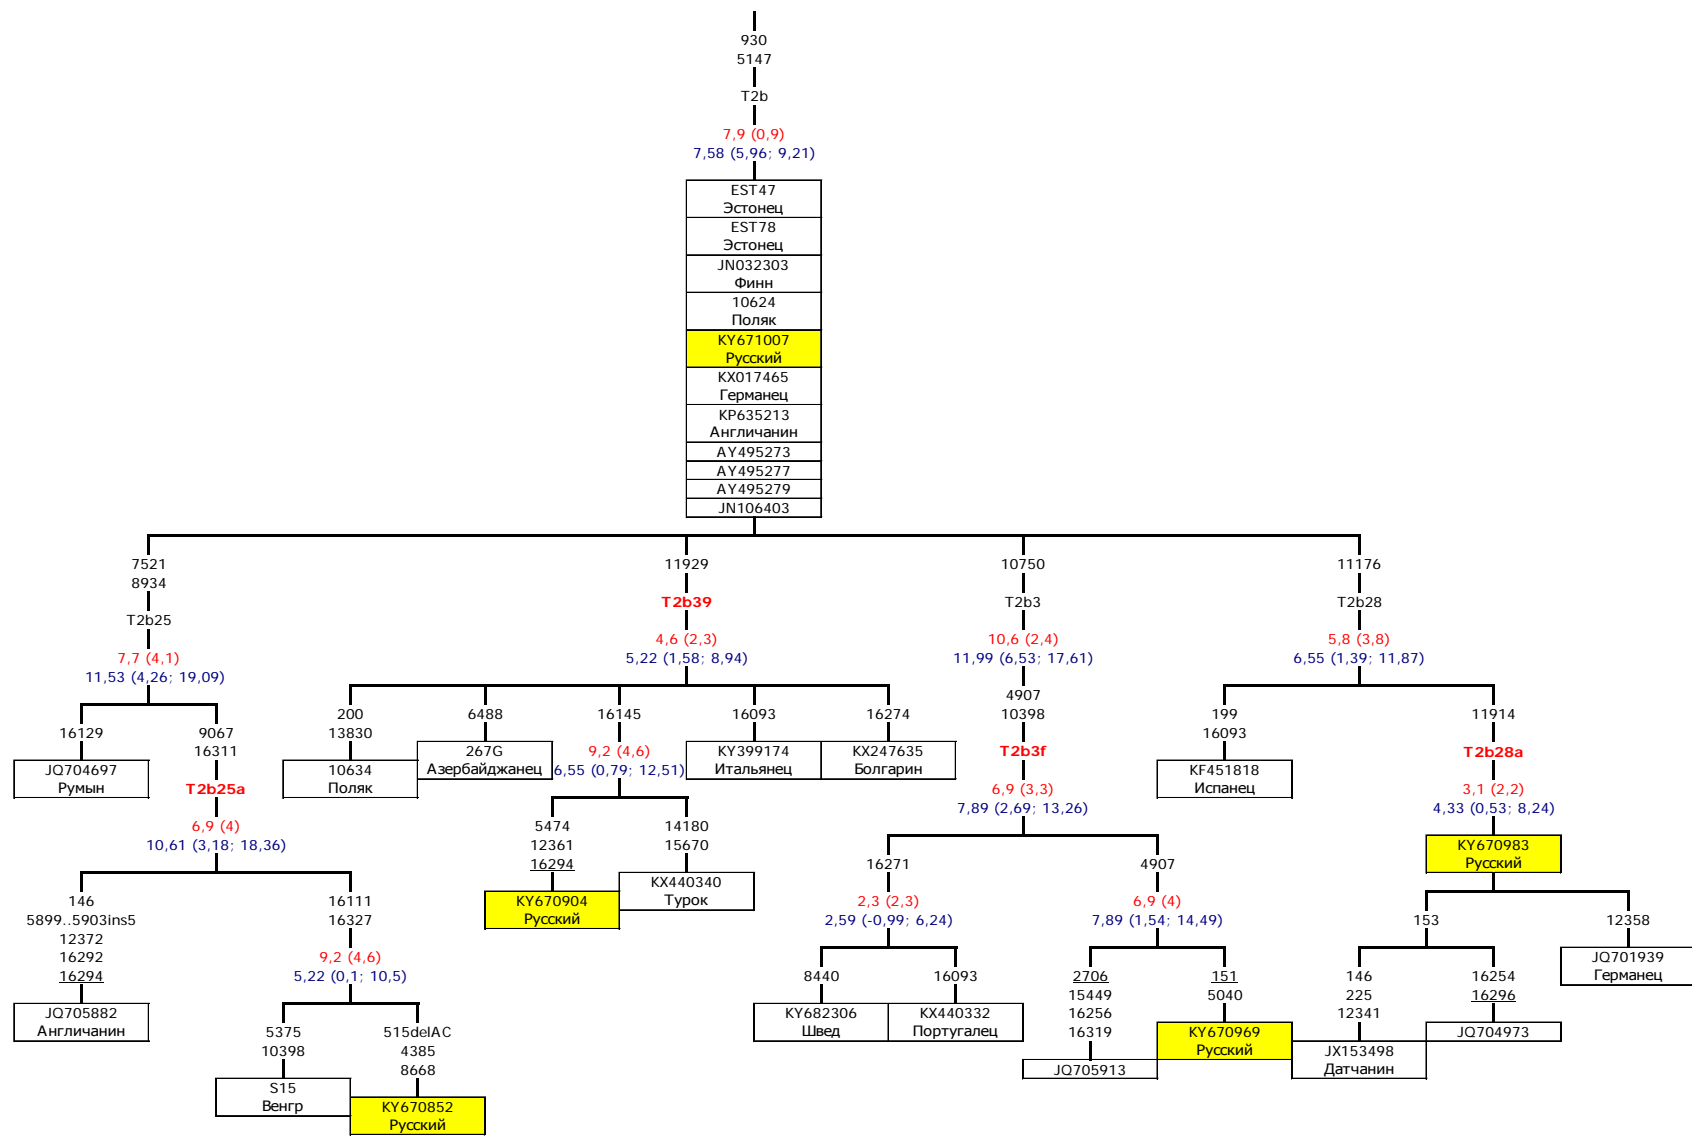 930
5147
T2b
7,9 (0,9)
7,58 (5,96; 9,21)
EST47
Эстонец
EST78
Эстонец
JN032303
Финн
10624
Поляк
KY671007
Русский
KX017465
Германец
KP635213
Англичанин
AY495273
AY495277
AY495279
JN106403
7521
8934
T2b25
7,7 (4,1)
11,53 (4,26; 19,09)
16129
JQ704697
Румын
9067
16311
T2b25a
6,9 (4)
10,61 (3,18; 18,36)
146
5899..5903ins5
12372
16292
16294
JQ705882
Англичанин
16111
16327
9,2 (4,6)
5,22 (0,1; 10,5)
5375
10398
S15
Венгр
515delAC
4385
8668
KY670852
Русский
11929
T2b39
4,6 (2,3)
5,22 (1,58; 8,94)
200
13830
10634
Поляк
6488
267G
Азербайджанец
16145
9,2 (4,6)
6,55 (0,79; 12,51)
5474
12361
16294
KY670904
Русский
14180
15670
KX440340
Турок
16093
KY399174
Итальянец
16274
KX247635
Болгарин
10750
T2b3
10,6 (2,4)
11,99 (6,53; 17,61)
4907
10398
T2b3f
6,9 (3,3)
7,89 (2,69; 13,26)
16271
2,3 (2,3)
2,59 (-0,99; 6,24)
8440
KY682306
Швед
16093
KX440332
Португалец
4907
6,9 (4)
7,89 (1,54; 14,49)
2706
15449
16256
16319
JQ705913
151
5040
KY670969
Русский
11176
T2b28
5,8 (3,8)
6,55 (1,39; 11,87)
199
16093
KF451818
Испанец
11914
T2b28a
3,1 (2,2)
4,33 (0,53; 8,24)
KY670983
Русский
153
146
225
12341
JX153498
Датчанин
16254
16296
JQ704973
12358
JQ701939
Германец